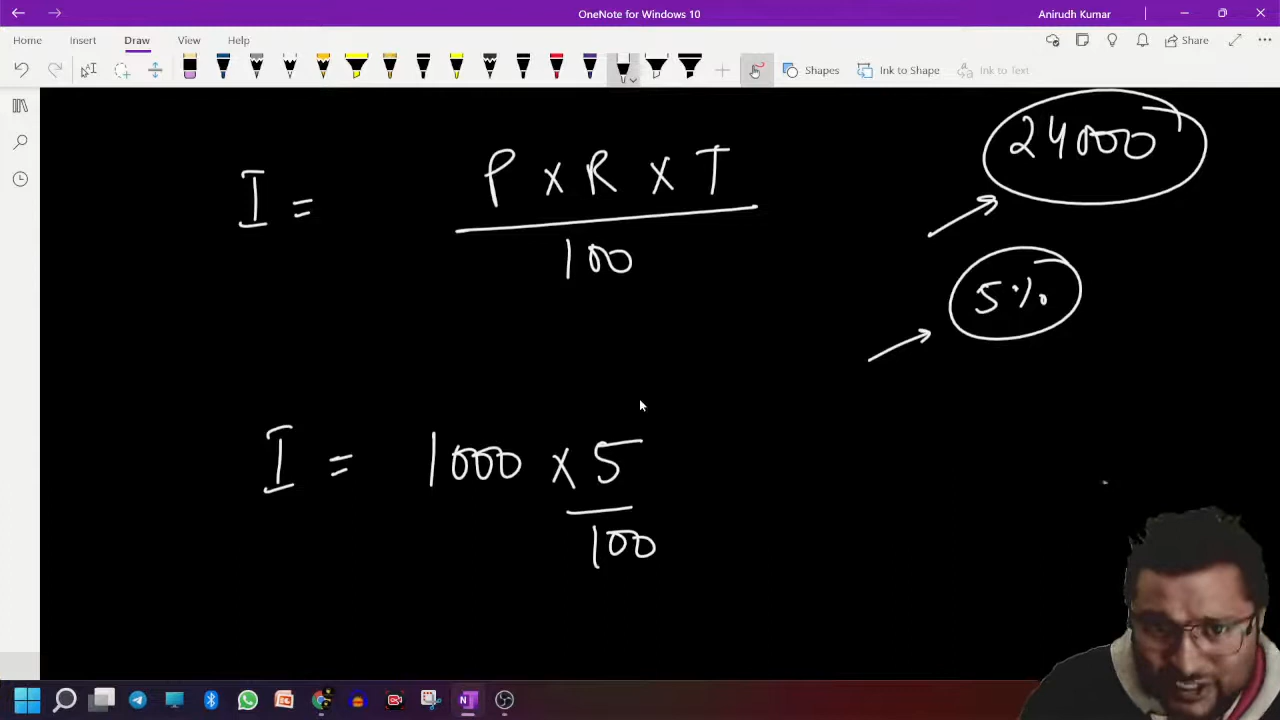 OneNote for Windows 10
Anirudh Kumar
Home Insert Draw View Help
Share
Shapes Ink to Shape Ink to Text
I = P x R x T
100
24000
5%
I = 1000 x 5
100